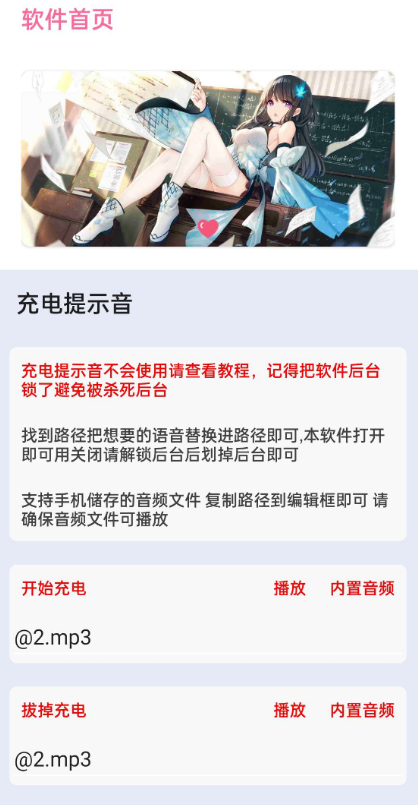 软件首页
充电提示音
充电提示音不会使用请查看教程，记得把软件后台
锁了避免被杀死后台
找到路径把想要的语音替换进路径即可,本软件打开
即可用关闭请解锁后台后划掉后台即可
支持手机储存的音频文件 复制路径到编辑框即可 请
确保音频文件可播放
开始充电 播放 内置音频
@2.mp3
拔掉充电 播放 内置音频
@2.mp3